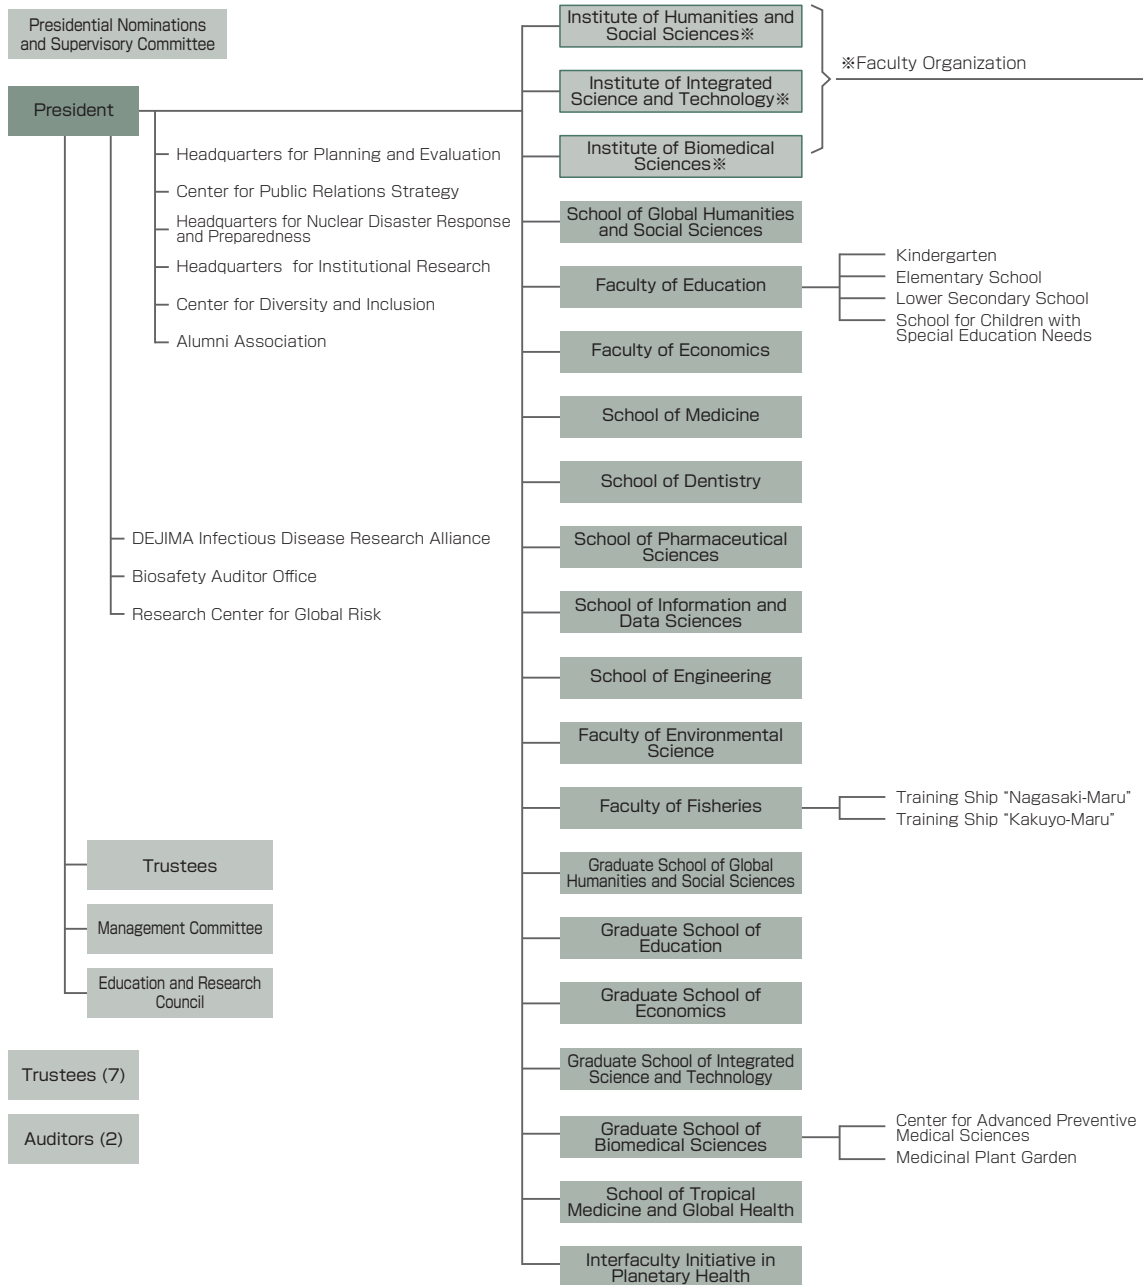 Presidential Nominations
and Supervisory Committee
President
Headquarters for Planning and Evaluation
Center for Public Relations Strategy
Headquarters for Nuclear Disaster Response
and Preparedness
Headquarters for Institutional Research
Center for Diversity and Inclusion
Alumni Association
DEJIMA Infectious Disease Research Alliance
Biosafety Auditor Office
Research Center for Global Risk
Trustees
Management Committee
Education and Research
Council
Trustees (7)
Auditors (2)
Institute of Humanities and
Social Sciences※
Institute of Integrated
Science and Technology※
Institute of Biomedical
Sciences※
※Faculty Organization
School of Global Humanities
and Social Sciences
Faculty of Education
Kindergarten
Elementary School
Lower Secondary School
School for Children with
Special Education Needs
Faculty of Economics
School of Medicine
School of Dentistry
School of Pharmaceutical
Sciences
School of Information and
Data Sciences
School of Engineering
Faculty of Environmental
Science
Faculty of Fisheries
Training Ship “Nagasaki-Maru”
Training Ship “Kakuyo-Maru”
Graduate School of Global
Humanities and Social Sciences
Graduate School of
Education
Graduate School of
Economics
Graduate School of Integrated
Science and Technology
Graduate School of
Biomedical Sciences
Center for Advanced Preventive
Medical Sciences
Medicinal Plant Garden
School of Tropical
Medicine and Global Health
Interfaculty Initiative in
Planetary Health